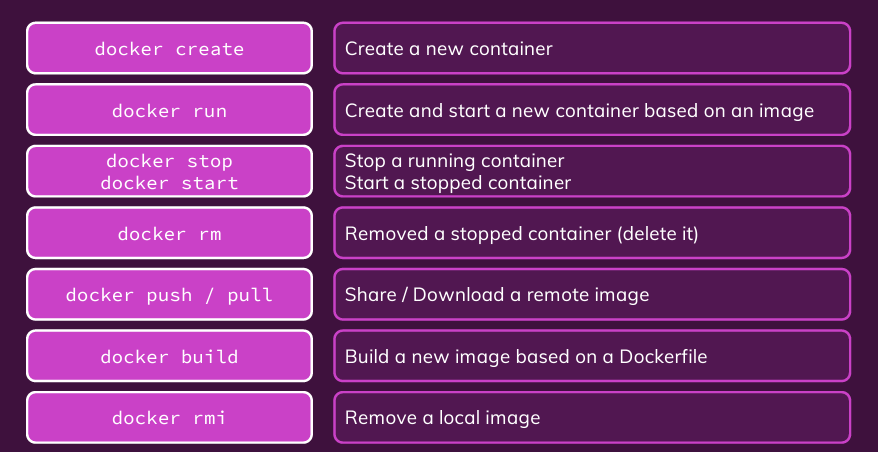 docker create
Create a new container
docker run
Create and start a new container based on an image
docker stop
docker start
Stop a running container
Start a stopped container
docker rm
Removed a stopped container (delete it)
docker push / pull
Share / Download a remote image
docker build
Build a new image based on a Dockerfile
docker rmi
Remove a local image